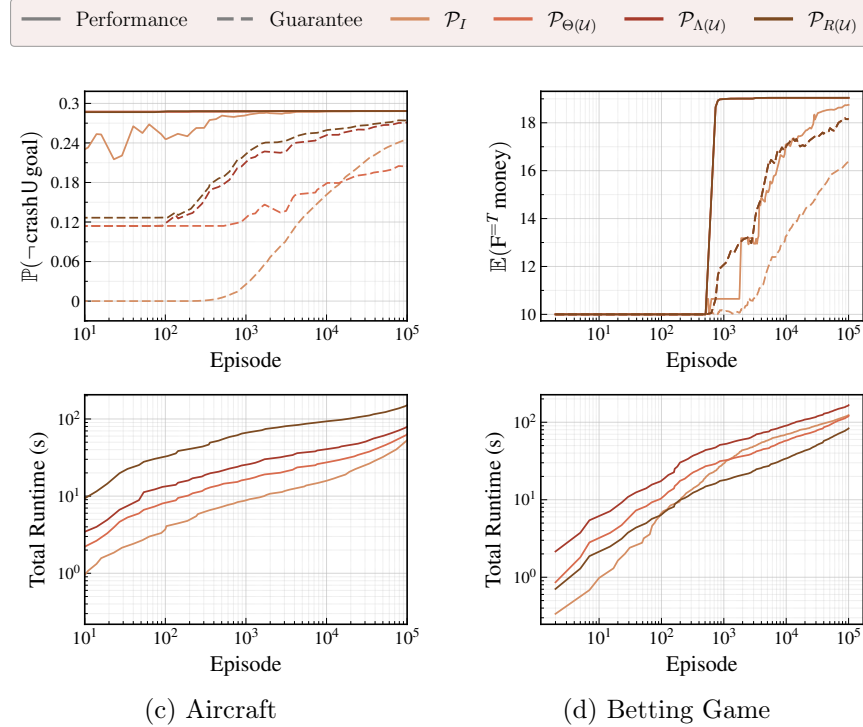 Performance Guarantee 𝒫_I 𝒫_Θ(𝒰) 𝒫_Λ(𝒰) 𝒫_R(𝒰)
ℙ(¬crash U goal)
0.3
0.24
0.18
0.12
0.06
0
10^1 10^2 10^3 10^4 10^5
Episode
𝔼(F^{=T} money)
18
16
14
12
10
10^1 10^2 10^3 10^4 10^5
Episode
Total Runtime (s)
10^2
10^1
10^0
10^1 10^2 10^3 10^4 10^5
Episode
Total Runtime (s)
10^2
10^1
10^0
10^1 10^2 10^3 10^4 10^5
Episode
(c) Aircraft
(d) Betting Game